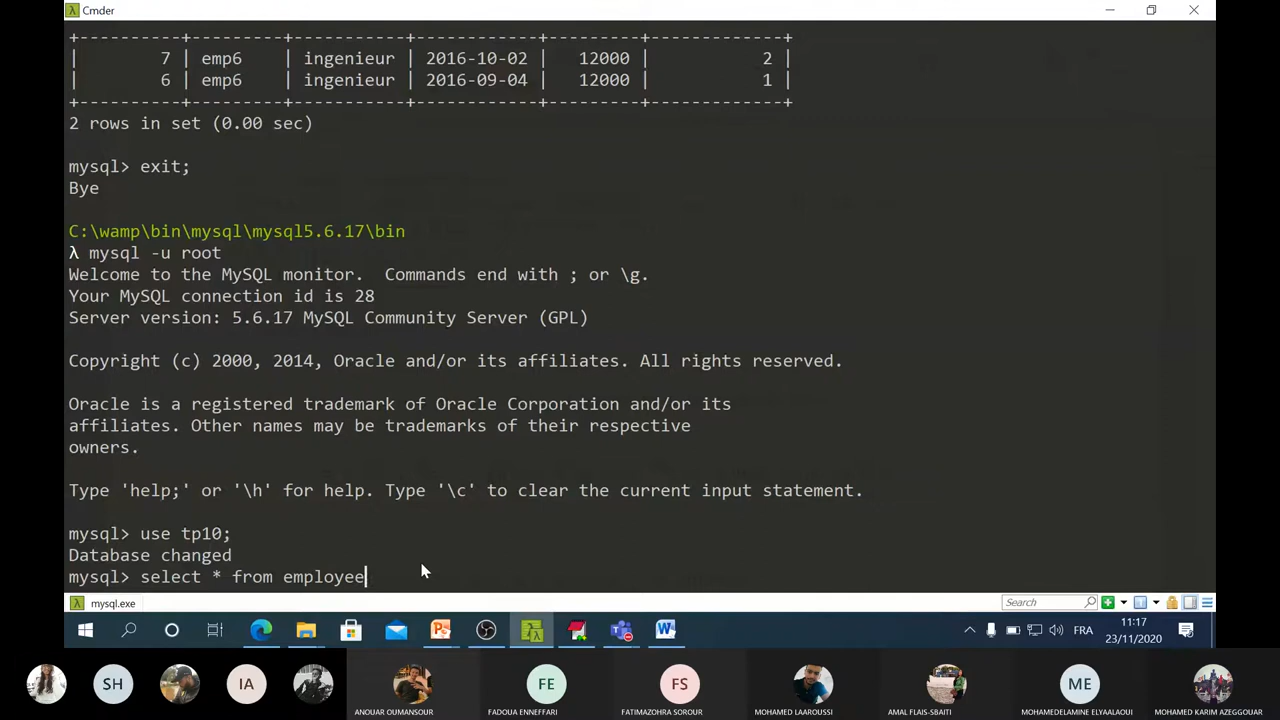 Cmder
+----------+---------+-----------+------------+---------+-------------+
| 7 | emp6 | ingenieur | 2016-10-02 | 12000 | 2 |
| 6 | emp6 | ingenieur | 2016-09-04 | 12000 | 1 |
+----------+---------+-----------+------------+---------+-------------+
2 rows in set (0.00 sec)
mysql> exit;
Bye
C:\wamp\bin\mysql\mysql5.6.17\bin
λ mysql -u root
Welcome to the MySQL monitor.  Commands end with ; or \g.
Your MySQL connection id is 28
Server version: 5.6.17 MySQL Community Server (GPL)
Copyright (c) 2000, 2014, Oracle and/or its affiliates. All rights reserved.
Oracle is a registered trademark of Oracle Corporation and/or its
affiliates. Other names may be trademarks of their respective
owners.
Type 'help;' or '\h' for help. Type '\c' to clear the current input statement.
mysql> use tp10;
Database changed
mysql> select * from employee
mysql.exe
Search
FRA
11:17
23/11/2020
SH
IA
FE
FS
ME
ANOUAR OUMANSOUR
FADOUA ENNEFFARI
FATIMAZOHRA SOROUR
MOHAMED LAAROUSSI
AMAL FLAIS-SBAITI
MOHAMEDELAMINE ELYAALAOUI
MOHAMED KARIM AZEGGOUAR